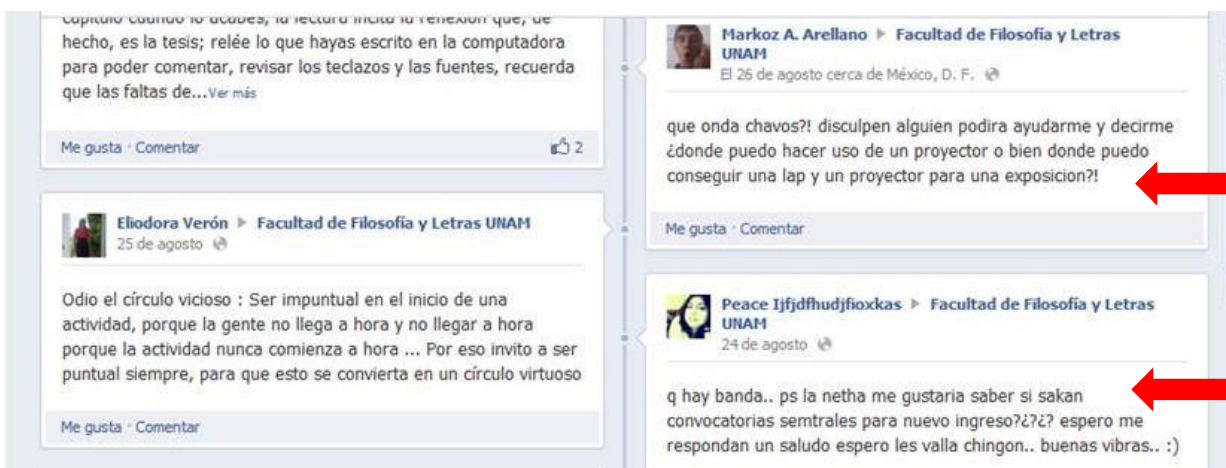 capítulo cuando lo acabes, la lectura incita la reflexión que, de
hecho, es la tesis; relée lo que hayas escrito en la computadora
para poder comentar, revisar los teclazos y las fuentes, recuerda
que las faltas de...Ver más
Me gusta · Comentar 2
Eliodora Verón ▶ Facultad de Filosofía y Letras UNAM
25 de agosto
Odio el círculo vicioso : Ser impuntual en el inicio de una
actividad, porque la gente no llega a hora y no llegar a hora
porque la actividad nunca comienza a hora ... Por eso invito a ser
puntual siempre, para que esto se convierta en un círculo virtuoso
Me gusta · Comentar
Markoz A. Arellano ▶ Facultad de Filosofía y Letras
UNAM
El 26 de agosto cerca de México, D. F.
que onda chavos?! disculpen alguien podira ayudarme y decirme
¿donde puedo hacer uso de un proyector o bien donde puedo
conseguir una lap y un proyector para una exposicion?!
Me gusta · Comentar
Peace Ijfjdfhudjfioxkas ▶ Facultad de Filosofía y Letras
UNAM
24 de agosto
q hay banda.. ps la netha me gustaria saber si sakan
convocatorias semtrales para nuevo ingreso?¿?¿? espero me
respondan un saludo espero les valla chingon.. buenas vibras.. :)